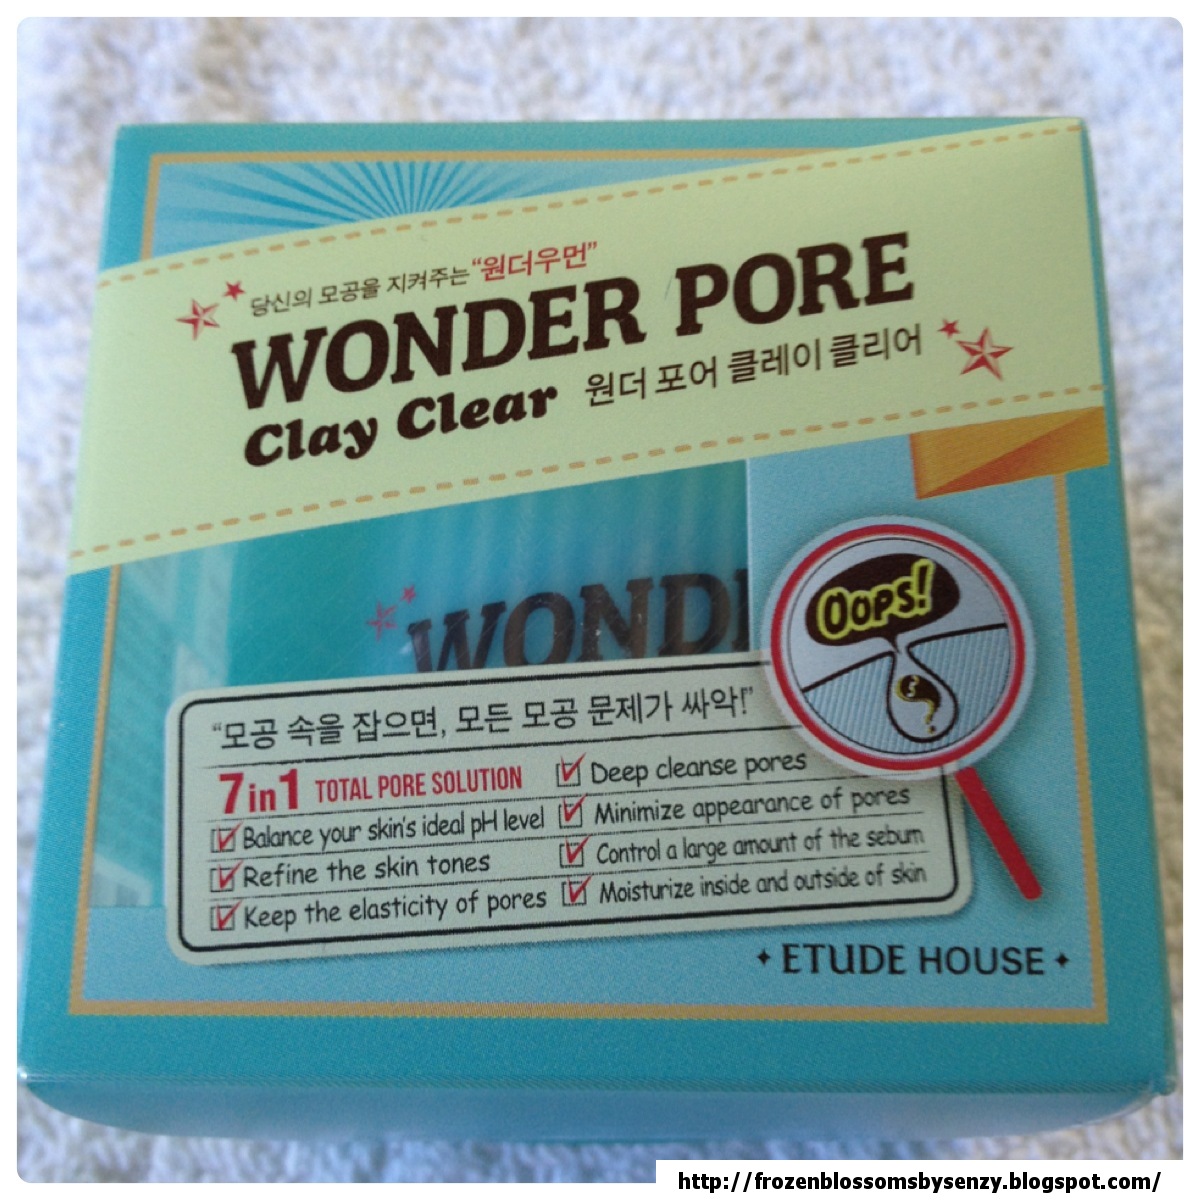 당신의 모공을 지켜주는 “원더우먼”
WONDER PORE
Clay Clear 원더 포어 클레이 클리어
WOND
Oops!
“모공 속을 잡으면, 모든 모공 문제가 싸악!”
7in1 TOTAL PORE SOLUTION
Balance your skin's ideal pH level
Refine the skin tones
Keep the elasticity of pores
Deep cleanse pores
Minimize appearance of pores
Control a large amount of the sebum
Moisturize inside and outside of skin
ETUDE HOUSE
http://frozenblossomsbysenzy.blogspot.com/